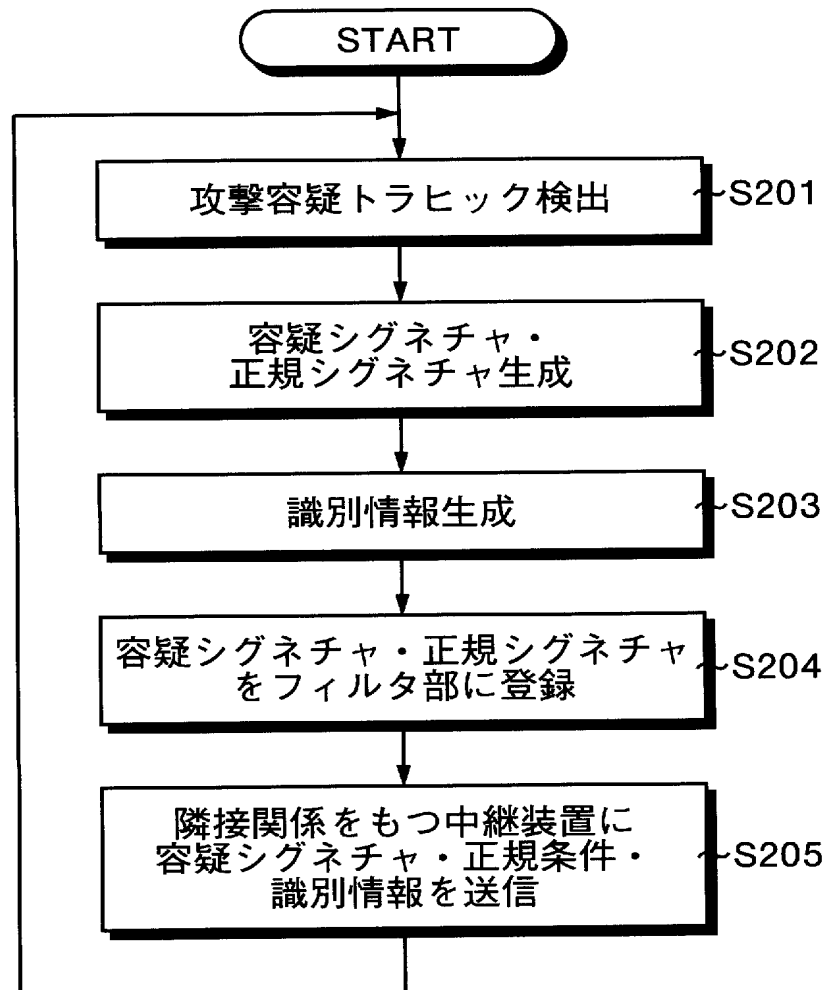 START
攻撃容疑トラヒック検出
S201
容疑シグネチャ・
正規シグネチャ生成
S202
識別情報生成
S203
容疑シグネチャ・正規シグネチャ
をフィルタ部に登録
S204
隣接関係をもつ中継装置に
容疑シグネチャ・正規条件・
識別情報を送信
S205